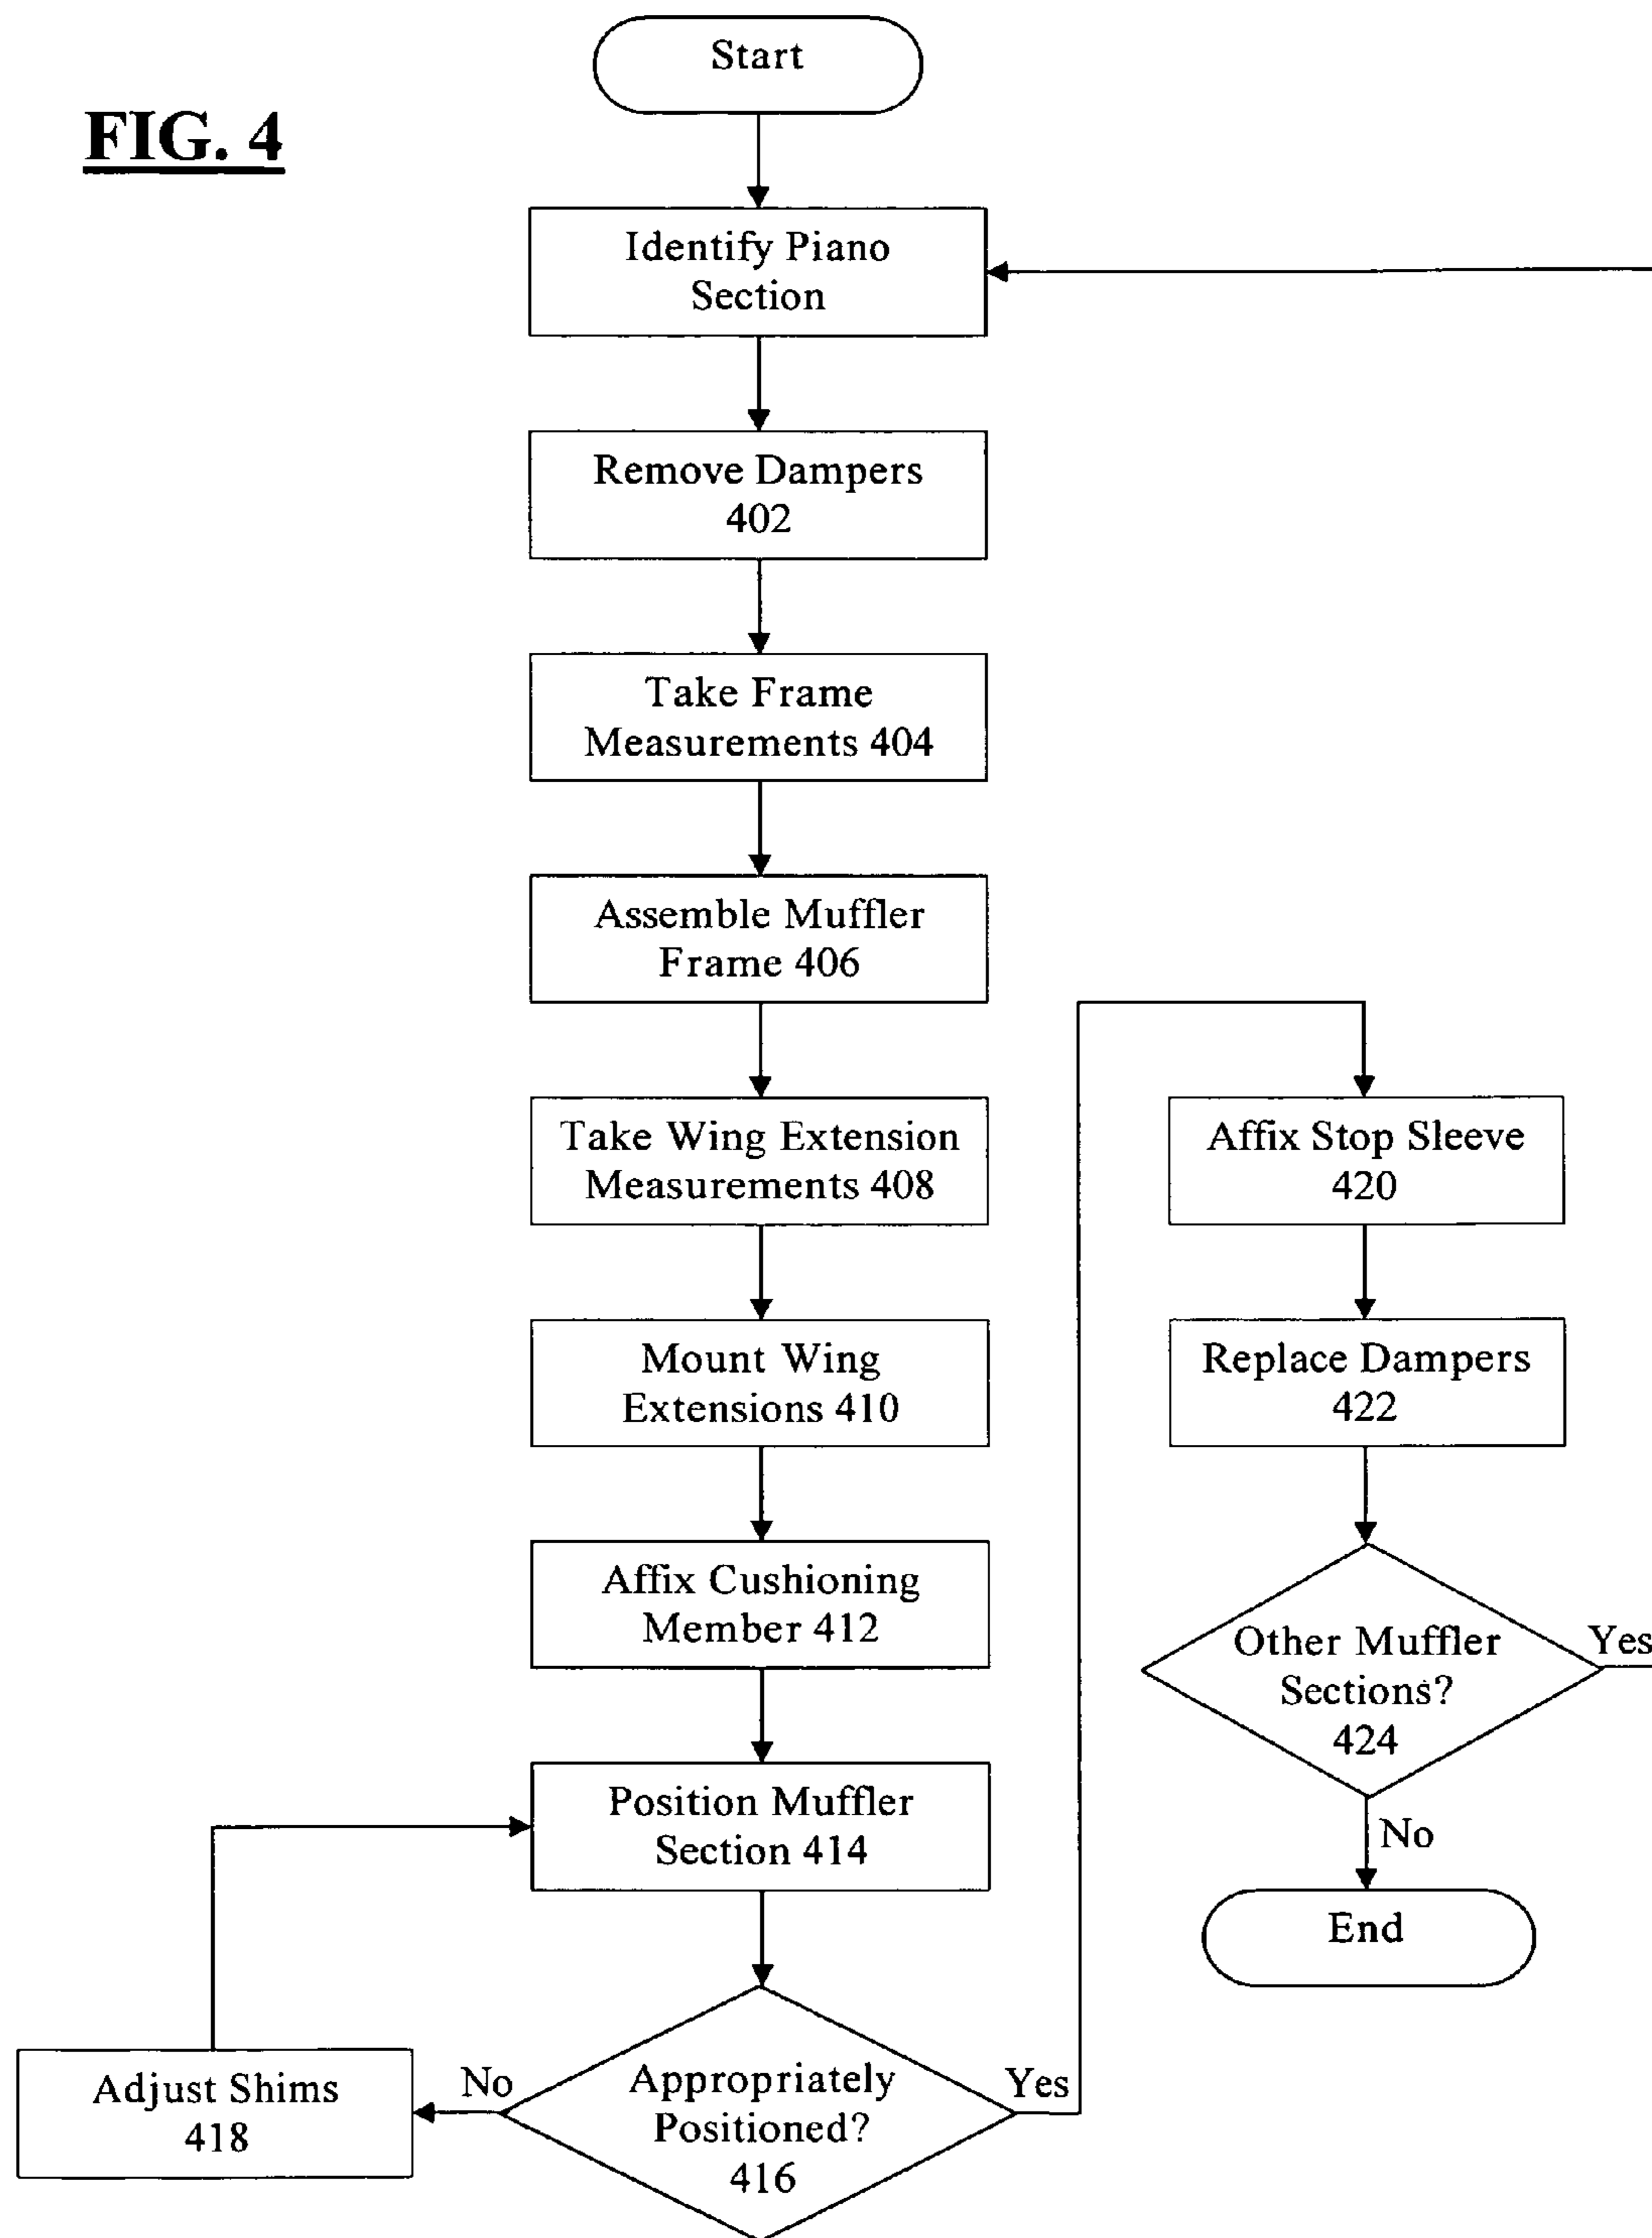 FIG. 4
Start
Identify Piano
Section
Remove Dampers
402
Take Frame
Measurements 404
Assemble Muffler
Frame 406
Take Wing Extension
Measurements 408
Mount Wing
Extensions 410
Affix Cushioning
Member 412
Position Muffler
Section 414
Appropriately
Positioned?
416
No
Adjust Shims
418
Yes
Affix Stop Sleeve
420
Replace Dampers
422
Other Muffler
Sections?
424
Yes
No
End